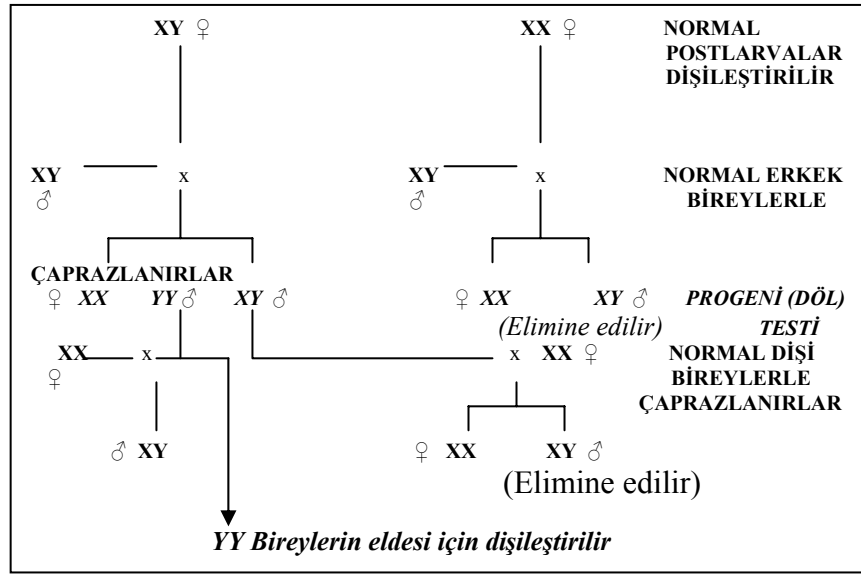 XY ♀ XX ♀ NORMAL
POSTLARVALAR
DİŞİLEŞTİRİLİR
XY x XY x NORMAL ERKEK
♂ ♂ BİREYLERLE
ÇAPRAZLANIRLAR
♀ XX YY ♂ XY ♂ ♀ XX XY ♂ PROGENİ (DÖL)
(Elimine edilir) TESTİ
XX x x XX ♀ NORMAL DİŞİ
♀ BİREYLERLE
ÇAPRAZLANIRLAR
♂ XY ♀ XX XY ♂
(Elimine edilir)
YY Bireylerin eldesi için dişileştirilir